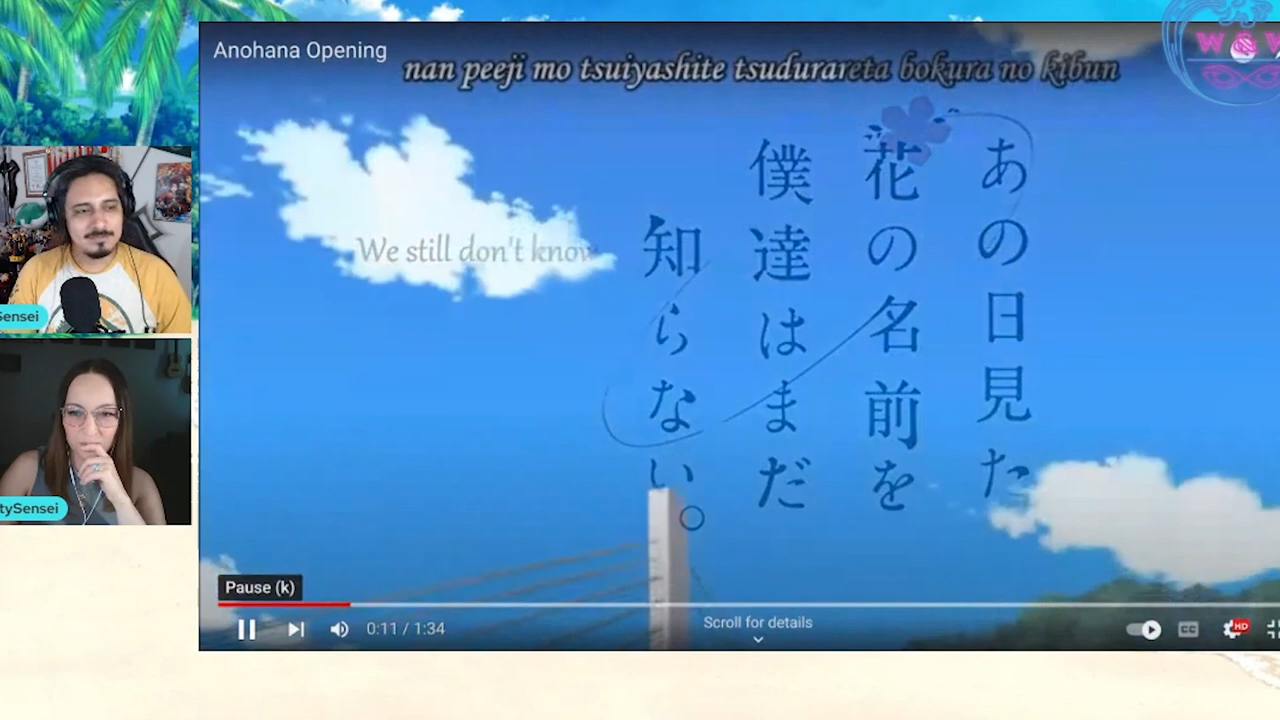 Anohana Opening
nan peeji mo tsuiyashite tsudurareta bokura no kibun
W&W
We still don't know
あの日見た
花の名前を
僕達はまだ
知らない。
Sensei
tySensei
Pause (k)
0:11 / 1:34
Scroll for details
CC
HD